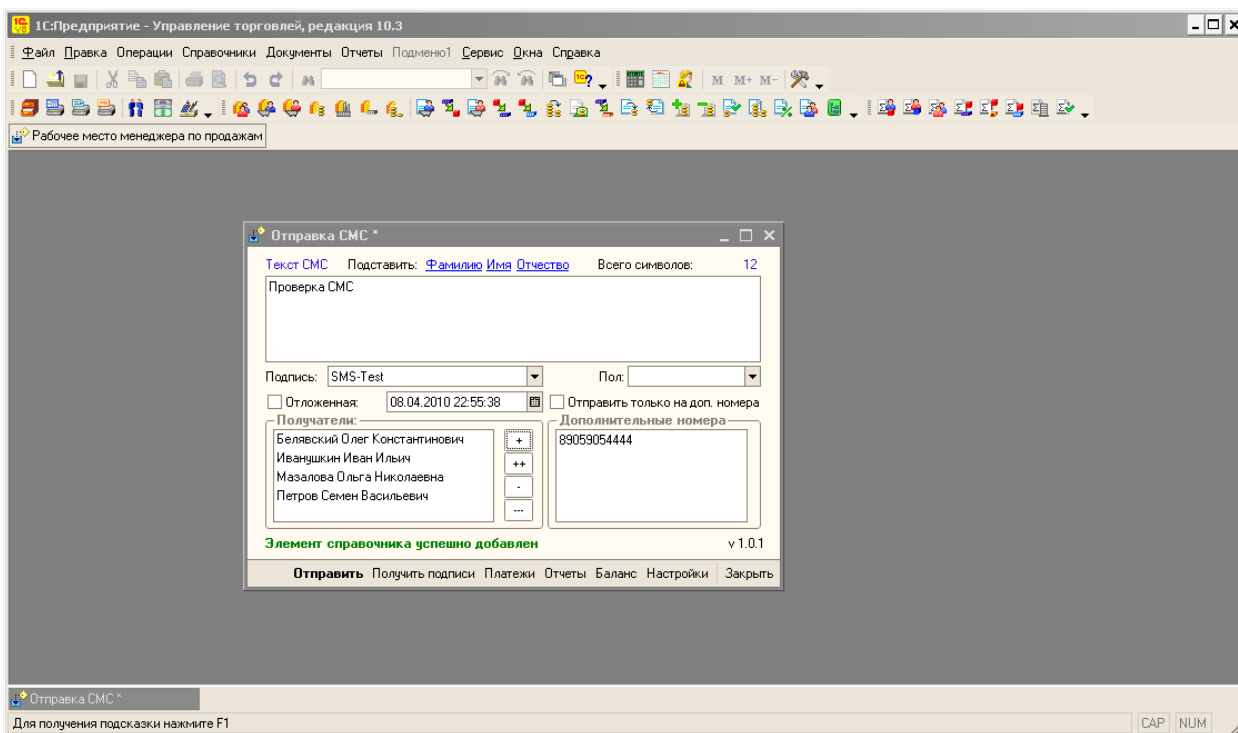 1С:Предприятие - Управление торговлей, редакция 10.3
Файл Правка Операции Справочники Документы Отчеты Подменю1 Сервис Окна Справка
M M+ M-
Рабочее место менеджера по продажам
Отправка СМС *
Текст СМС Подставить: Фамилию Имя Отчество Всего символов: 12
Проверка СМС
Подпись: SMS-Test Пол:
Отложенная: 08.04.2010 22:55:38 Отправить только на доп. номера
Получатели: Дополнительные номера
Белявский Олег Константинович + 89059054444
Иванушкин Иван Ильич
++
Мазалова Ольга Николаевна
-
Петров Семен Васильевич
---
Элемент справочника успешно добавлен v 1.0.1
Отправить Получить подписи Платежи Отчеты Баланс Настройки Закрыть
Отправка СМС *
Для получения подсказки нажмите F1 CAP NUM